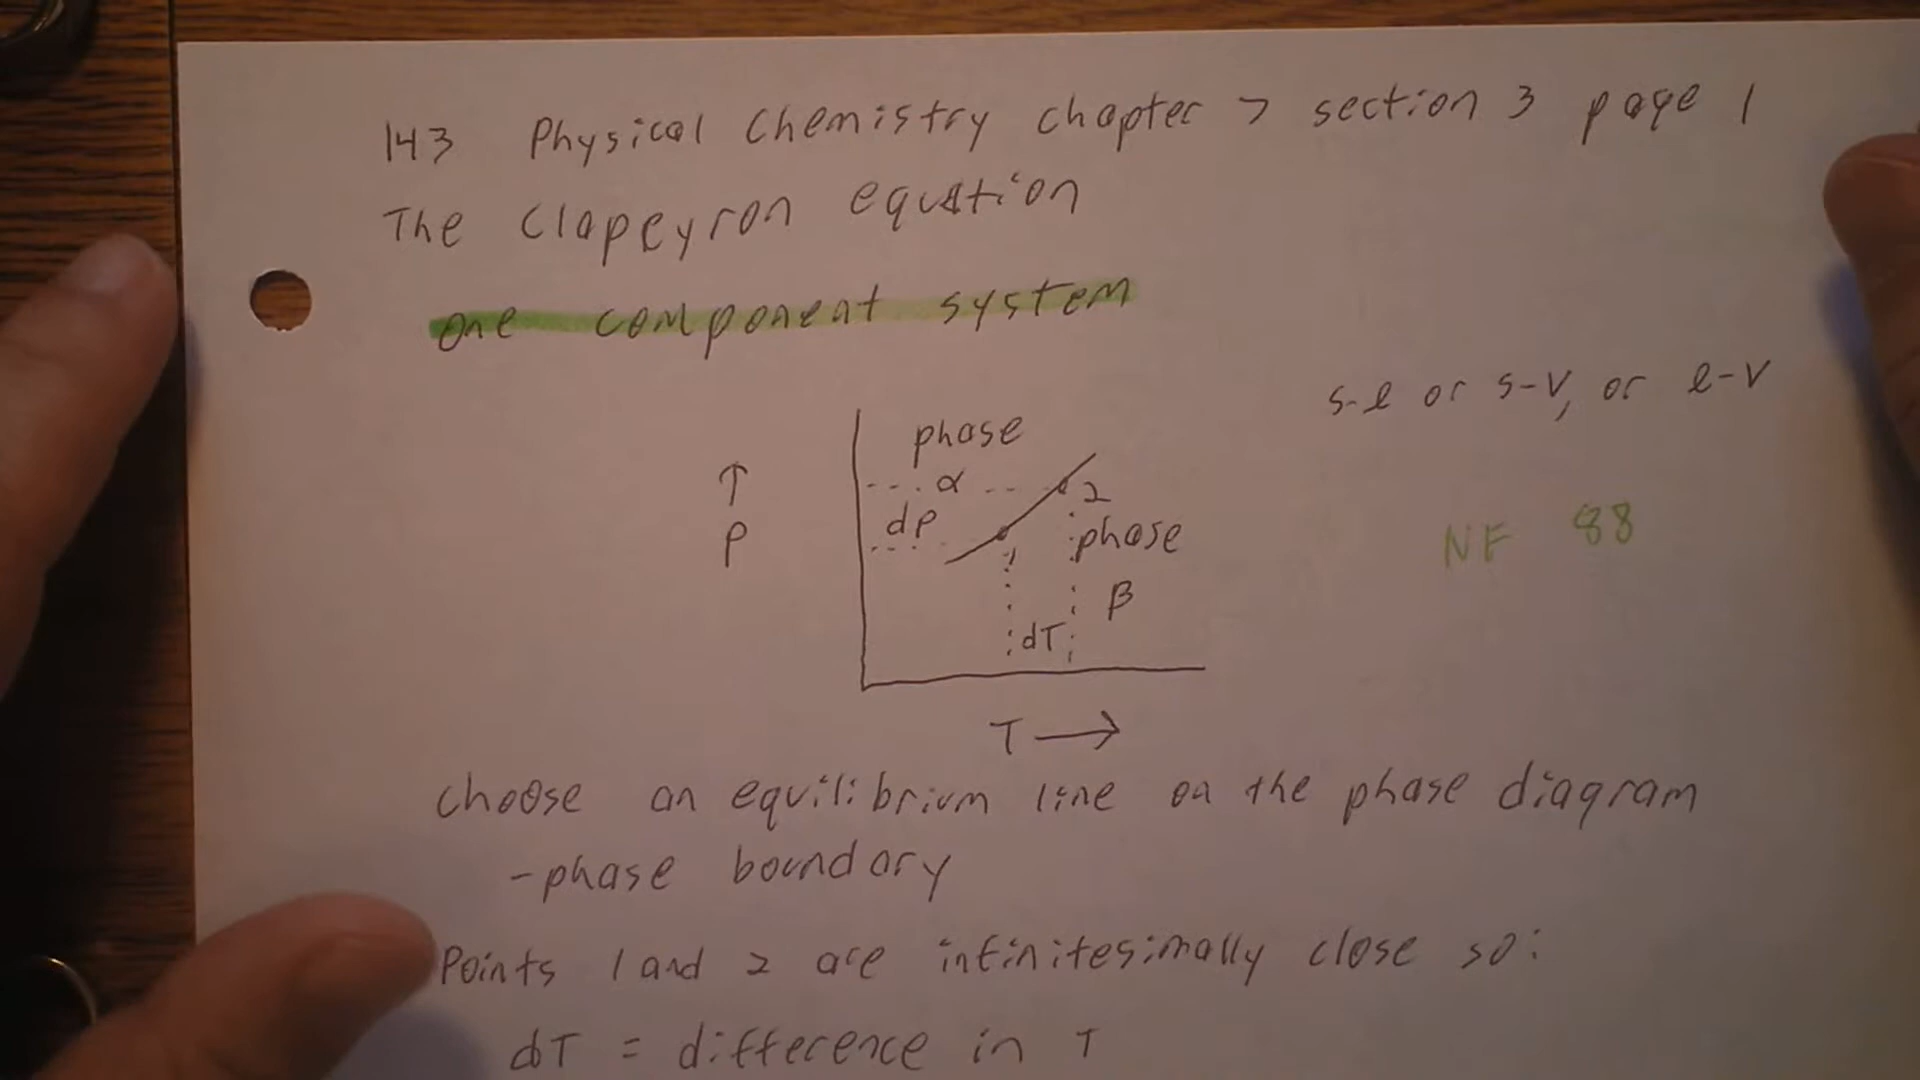 143 Physical Chemistry chapter 7 section 3 page 1
The Clapeyron equation
one component system
s-l or s-v, or l-v
phase
↑
α
2
dP
P
phase
NF 88
1
β
dT
T →
choose an equilibrium line on the phase diagram
- phase boundary
Points 1 and 2 are infinitesimally close so:
dT = difference in T